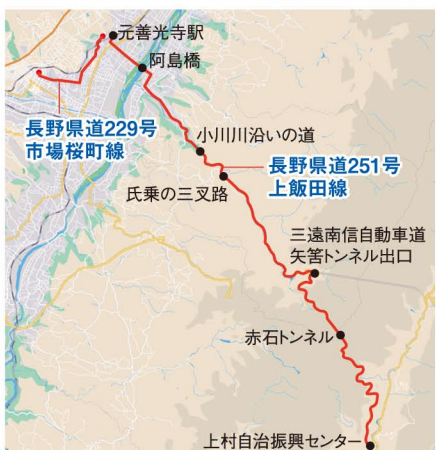 元善光寺駅
阿島橋
長野県道229号
市場桜町線
小川川沿いの道
長野県道251号
上飯田線
氏乗の三叉路
三遠南信自動車道
矢筈トンネル出口
赤石トンネル
上村自治振興センター